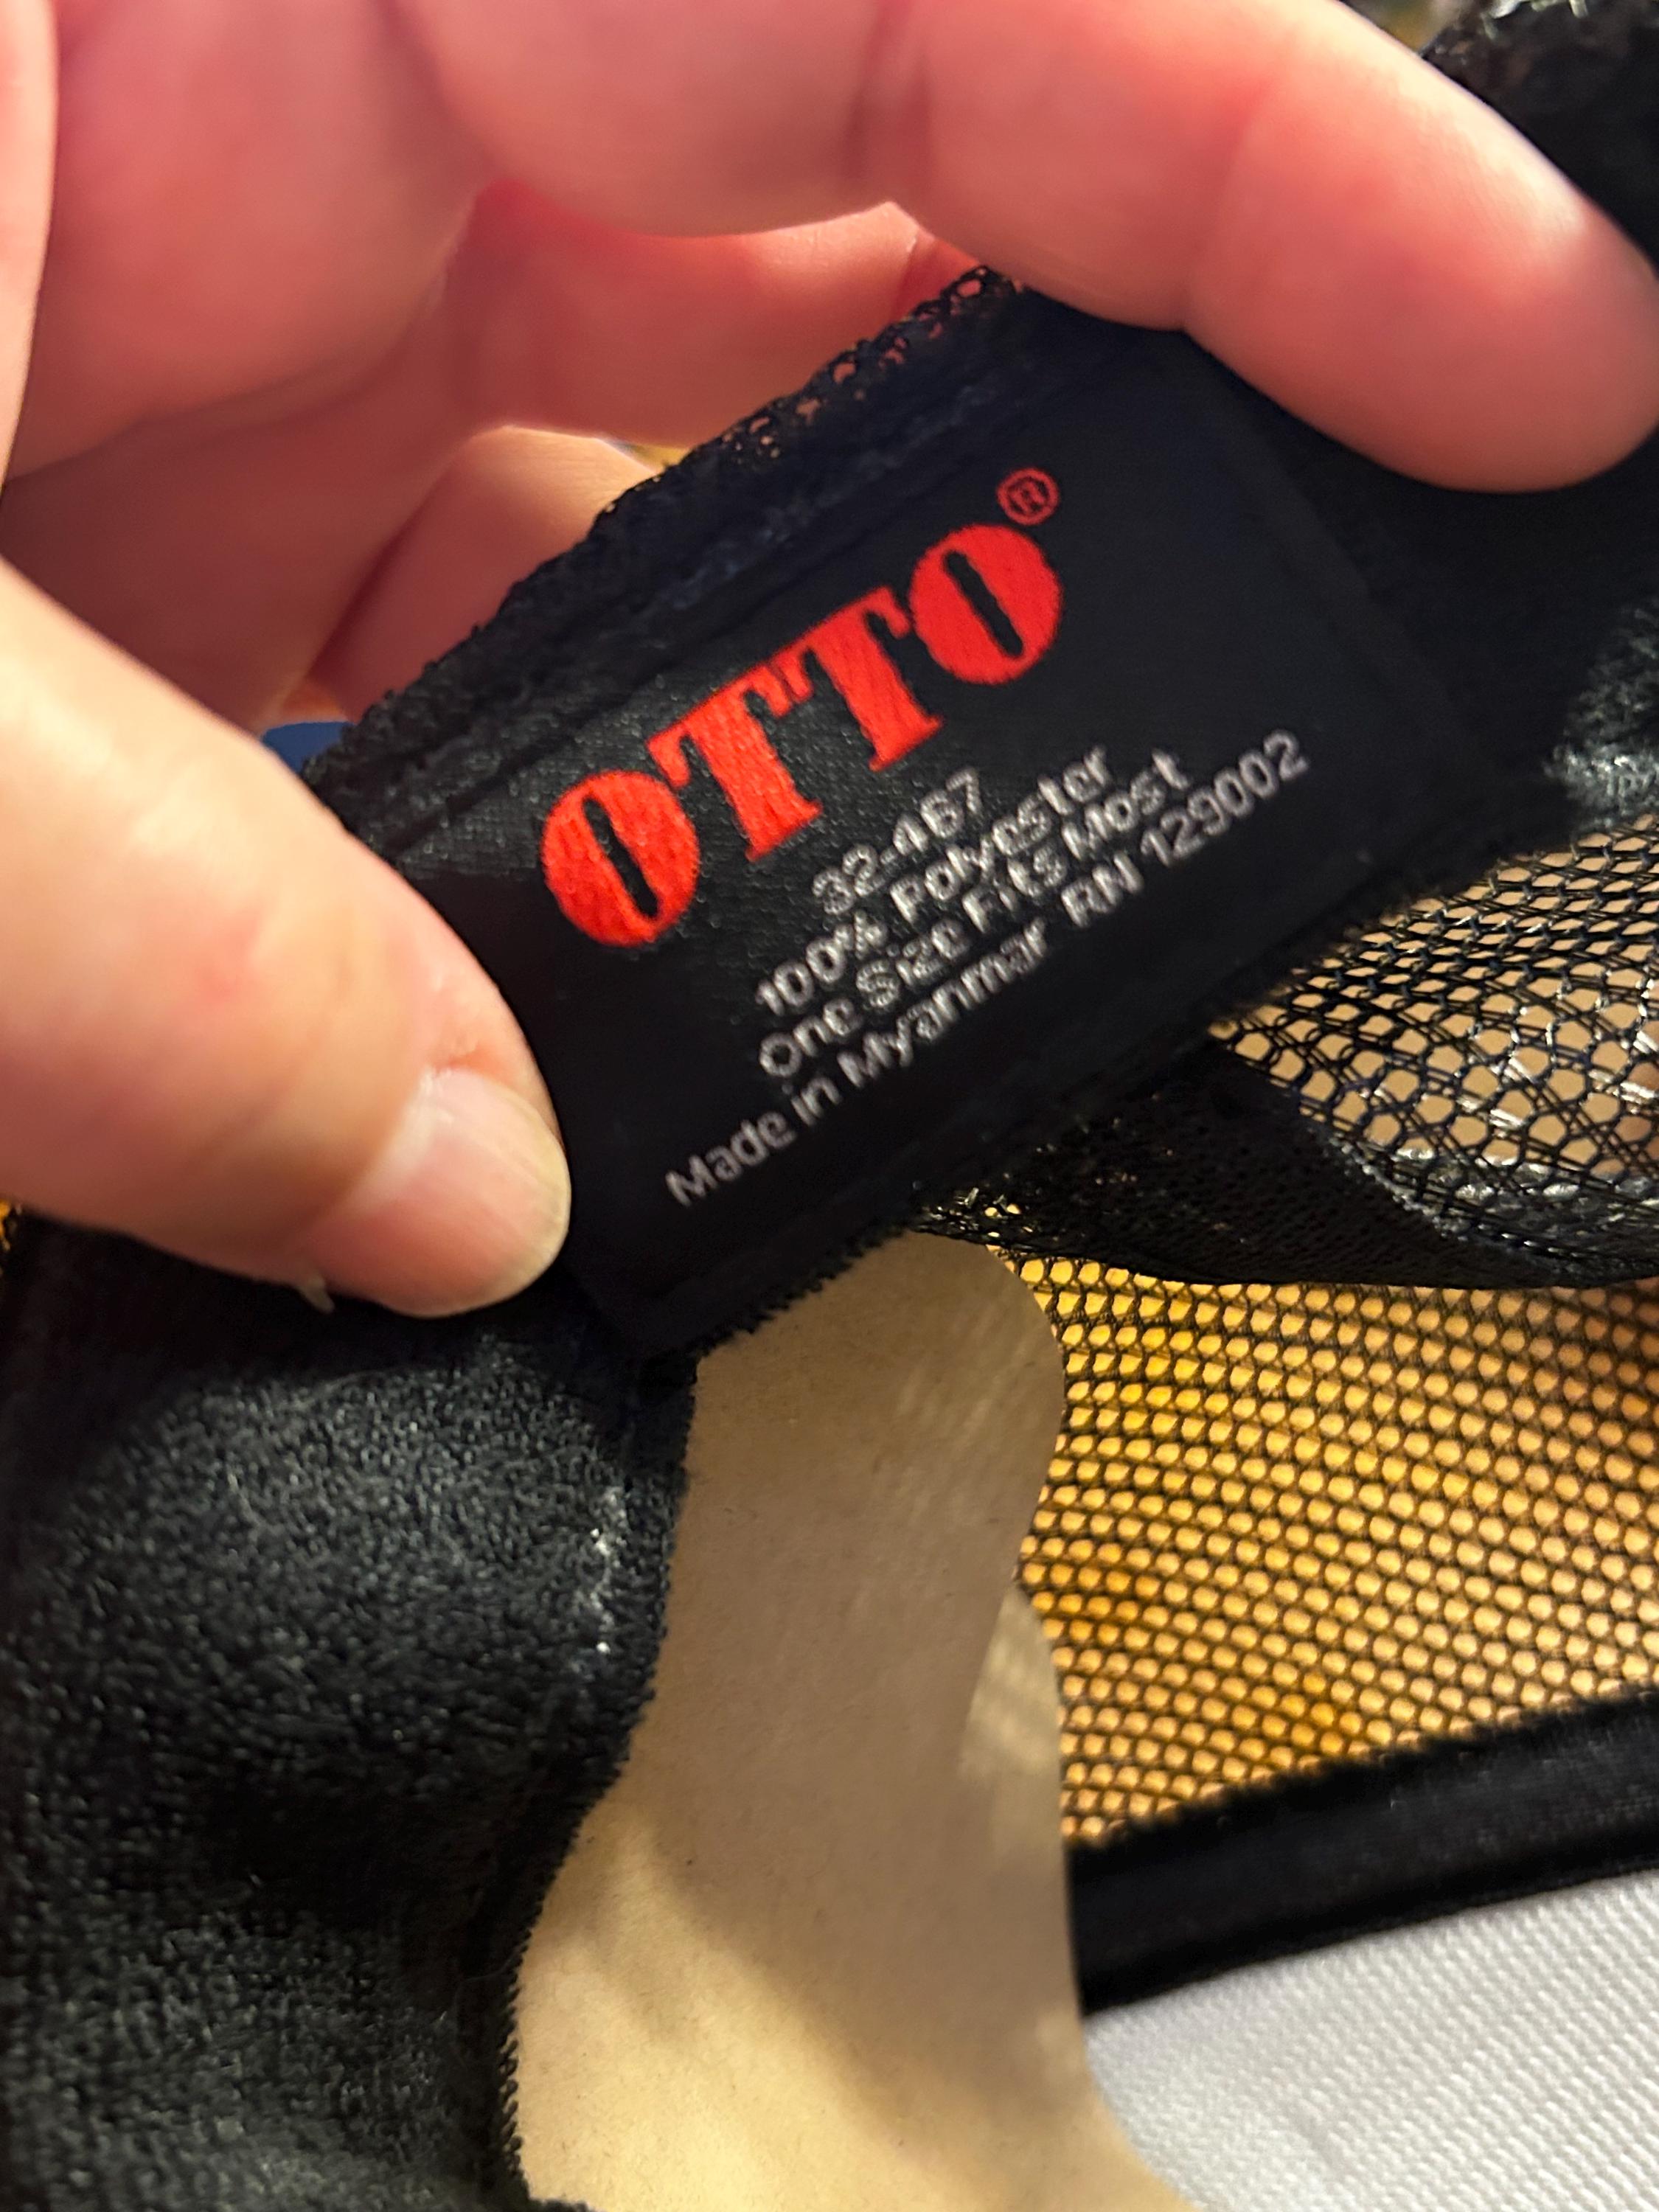 OTTO®
32-467
100% Polyester
One Size Fits Most
Made in Myanmar RN 129002